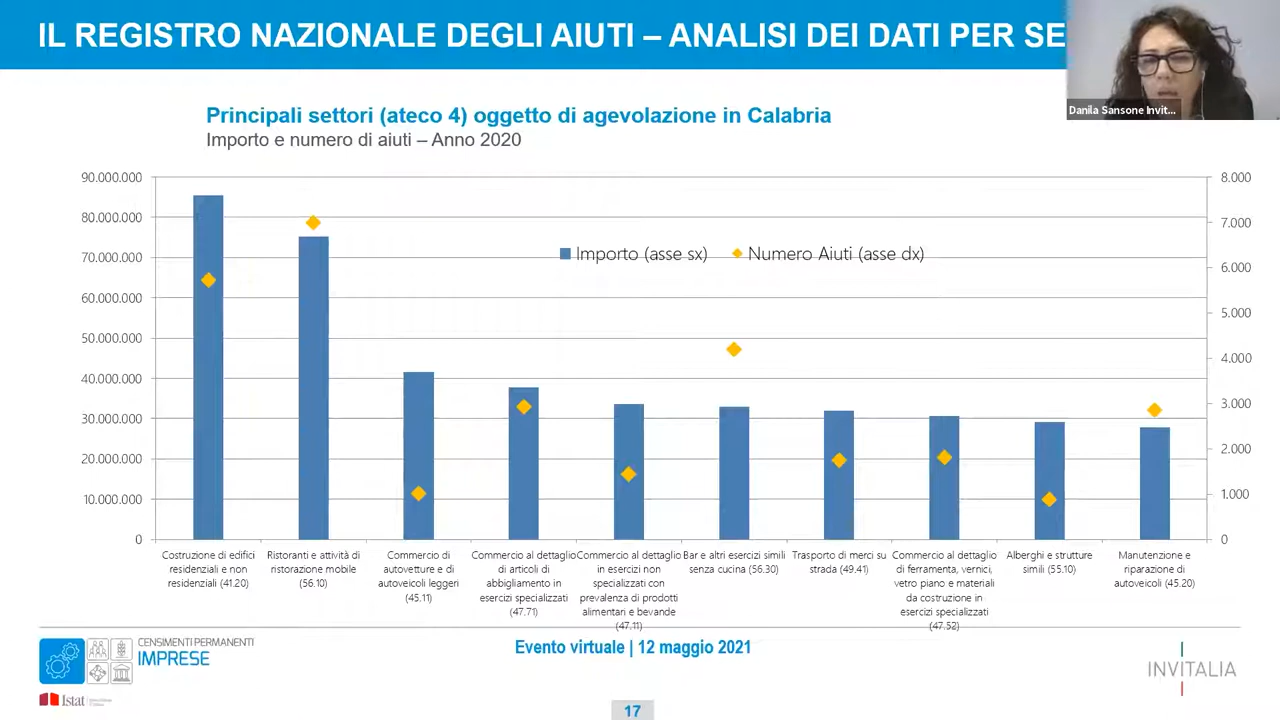 IL REGISTRO NAZIONALE DEGLI AIUTI – ANALISI DEI DATI PER SE
Danila Sansone Invit...
Principali settori (ateco 4) oggetto di agevolazione in Calabria
Importo e numero di aiuti – Anno 2020
Importo (asse sx)
Numero Aiuti (asse dx)
90.000.000
80.000.000
70.000.000
60.000.000
50.000.000
40.000.000
30.000.000
20.000.000
10.000.000
0
8.000
7.000
6.000
5.000
4.000
3.000
2.000
1.000
0
Costruzione di edifici
residenziali e non
residenziali (41.20)
Ristoranti e attività di
ristorazione mobile
(56.10)
Commercio di
autovetture e di
autoveicoli leggeri
(45.11)
Commercio al dettaglio
di articoli di
abbigliamento in
esercizi specializzati
(47.71)
Commercio al dettaglio
in esercizi non
specializzati con
prevalenza di prodotti
alimentari e bevande
(47.11)
Bar e altri esercizi simili
senza cucina (56.30)
Trasporto di merci su
strada (49.41)
Commercio al dettaglio
di ferramenta, vernici,
vetro piano e materiali
da costruzione in
esercizi specializzati
(47.52)
Alberghi e strutture
simili (55.10)
Manutenzione e
riparazione di
autoveicoli (45.20)
CENSIMENTI PERMANENTI
IMPRESE
Istat
Evento virtuale | 12 maggio 2021
INVITALIA
17